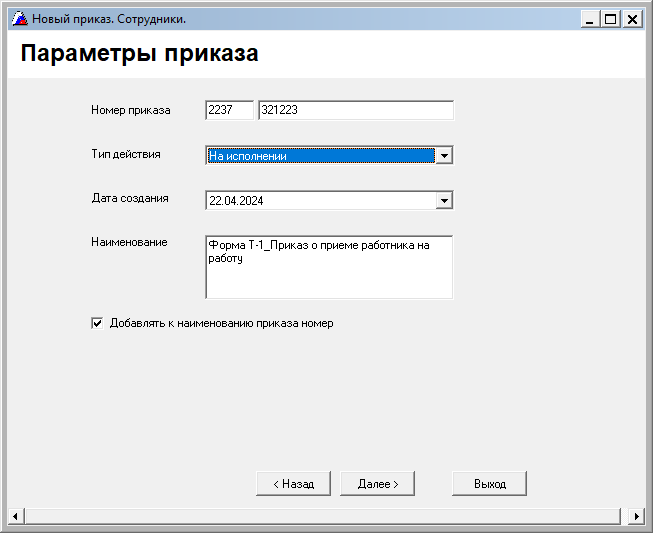 Новый приказ. Сотрудники.
Параметры приказа
Номер приказа 2237 321223
Тип действия На исполнении
Дата создания 22.04.2024
Наименование Форма Т-1_Приказ о приеме работника на
работу
Добавлять к наименованию приказа номер
< Назад Далее > Выход